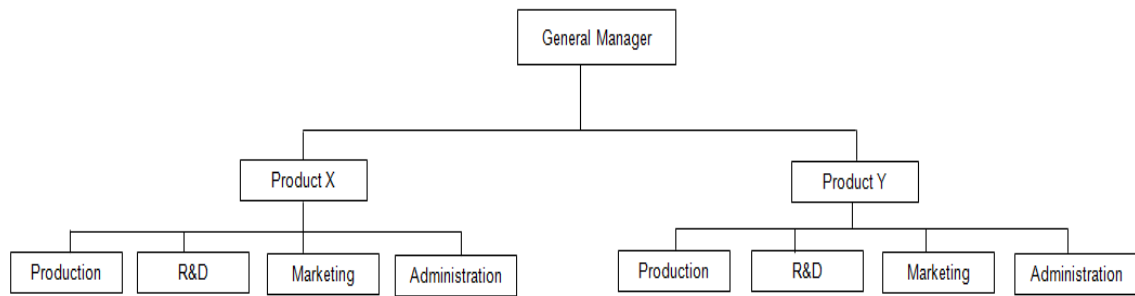 General Manager
Product X
Product Y
Production
R&D
Marketing
Administration
Production
R&D
Marketing
Administration